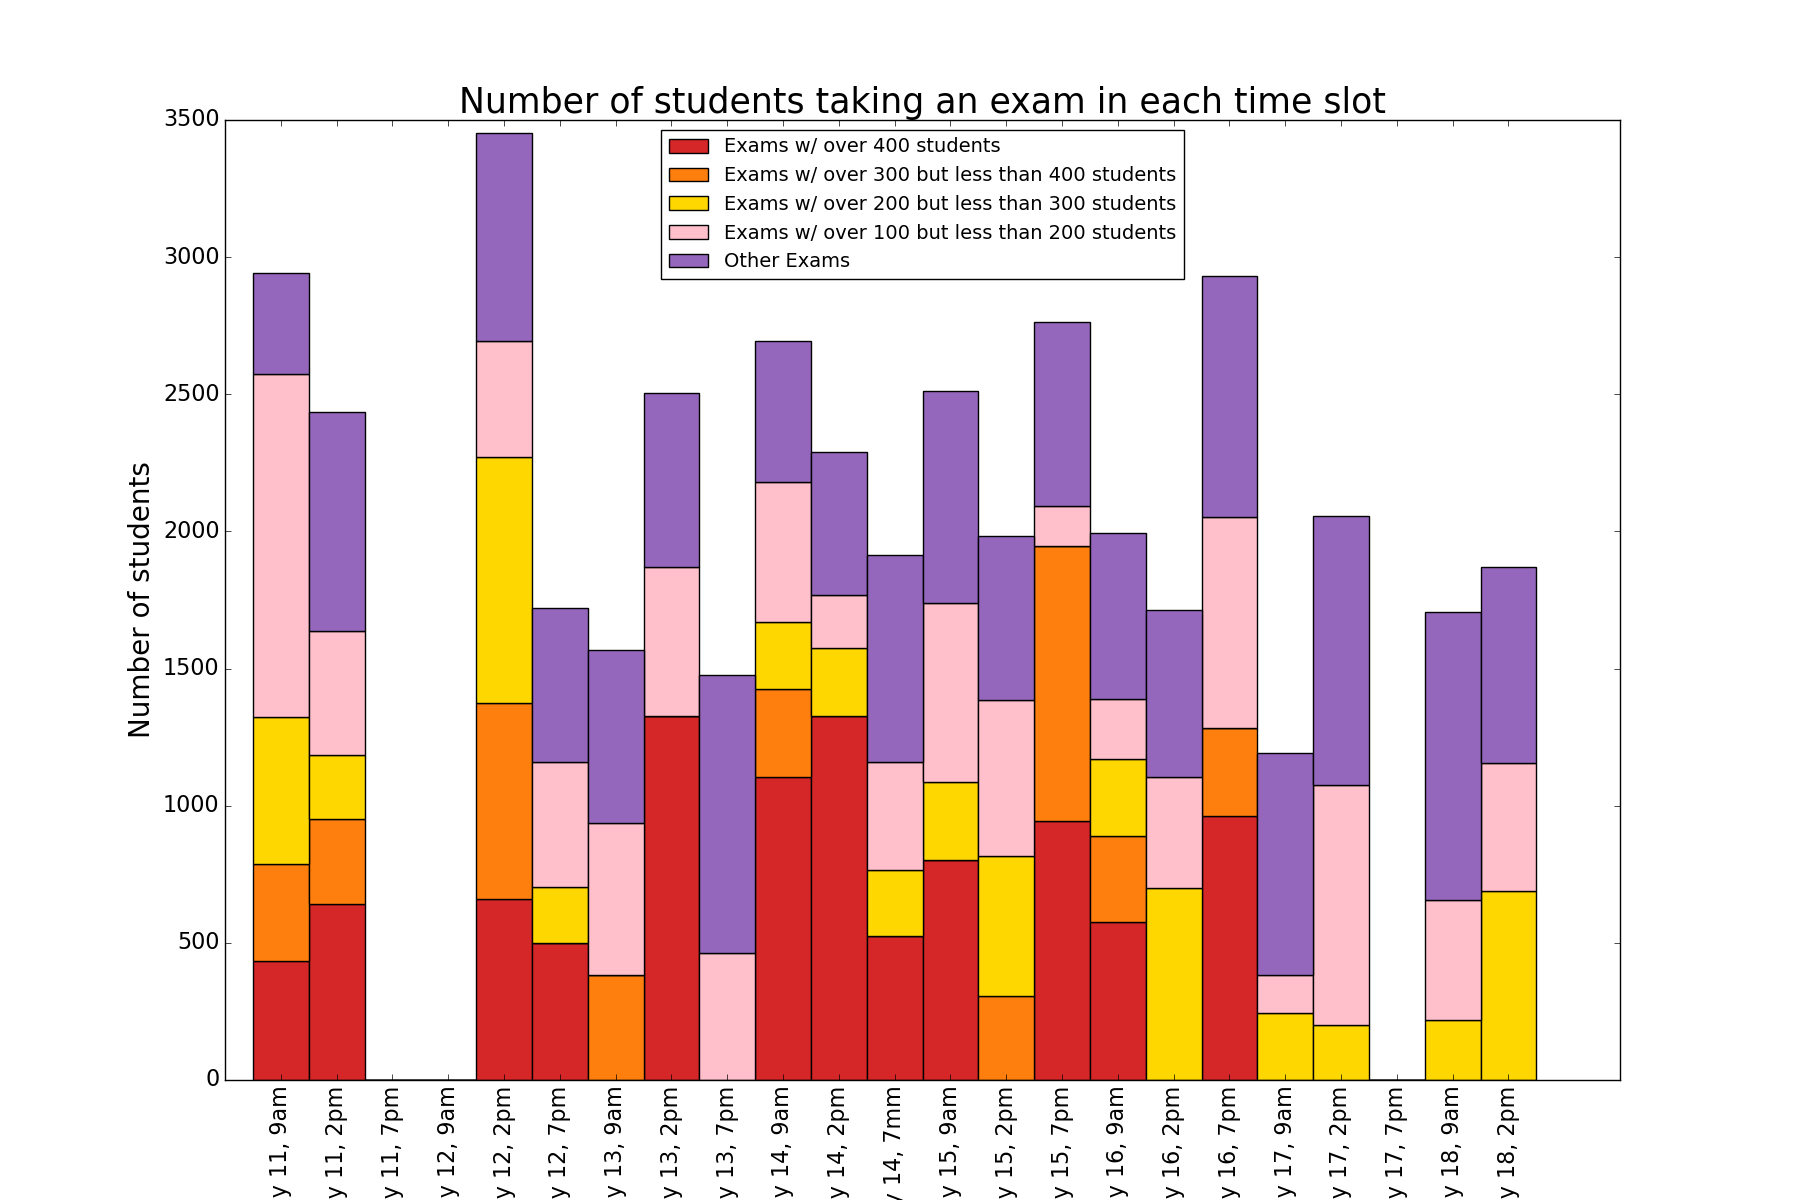 Number of students taking an exam in each time slot
Exams w/ over 400 students
Exams w/ over 300 but less than 400 students
Exams w/ over 200 but less than 300 students
Exams w/ over 100 but less than 200 students
Other Exams
Number of students
3500
3000
2500
2000
1500
1000
500
0
y 11, 9am
y 11, 2pm
y 11, 7pm
y 12, 9am
y 12, 2pm
y 12, 7pm
y 13, 9am
y 13, 2pm
y 13, 7pm
y 14, 9am
y 14, 2pm
y 14, 7mm
y 15, 9am
y 15, 2pm
y 15, 7pm
y 16, 9am
y 16, 2pm
y 16, 7pm
y 17, 9am
y 17, 2pm
y 17, 7pm
y 18, 9am
y 18, 2pm